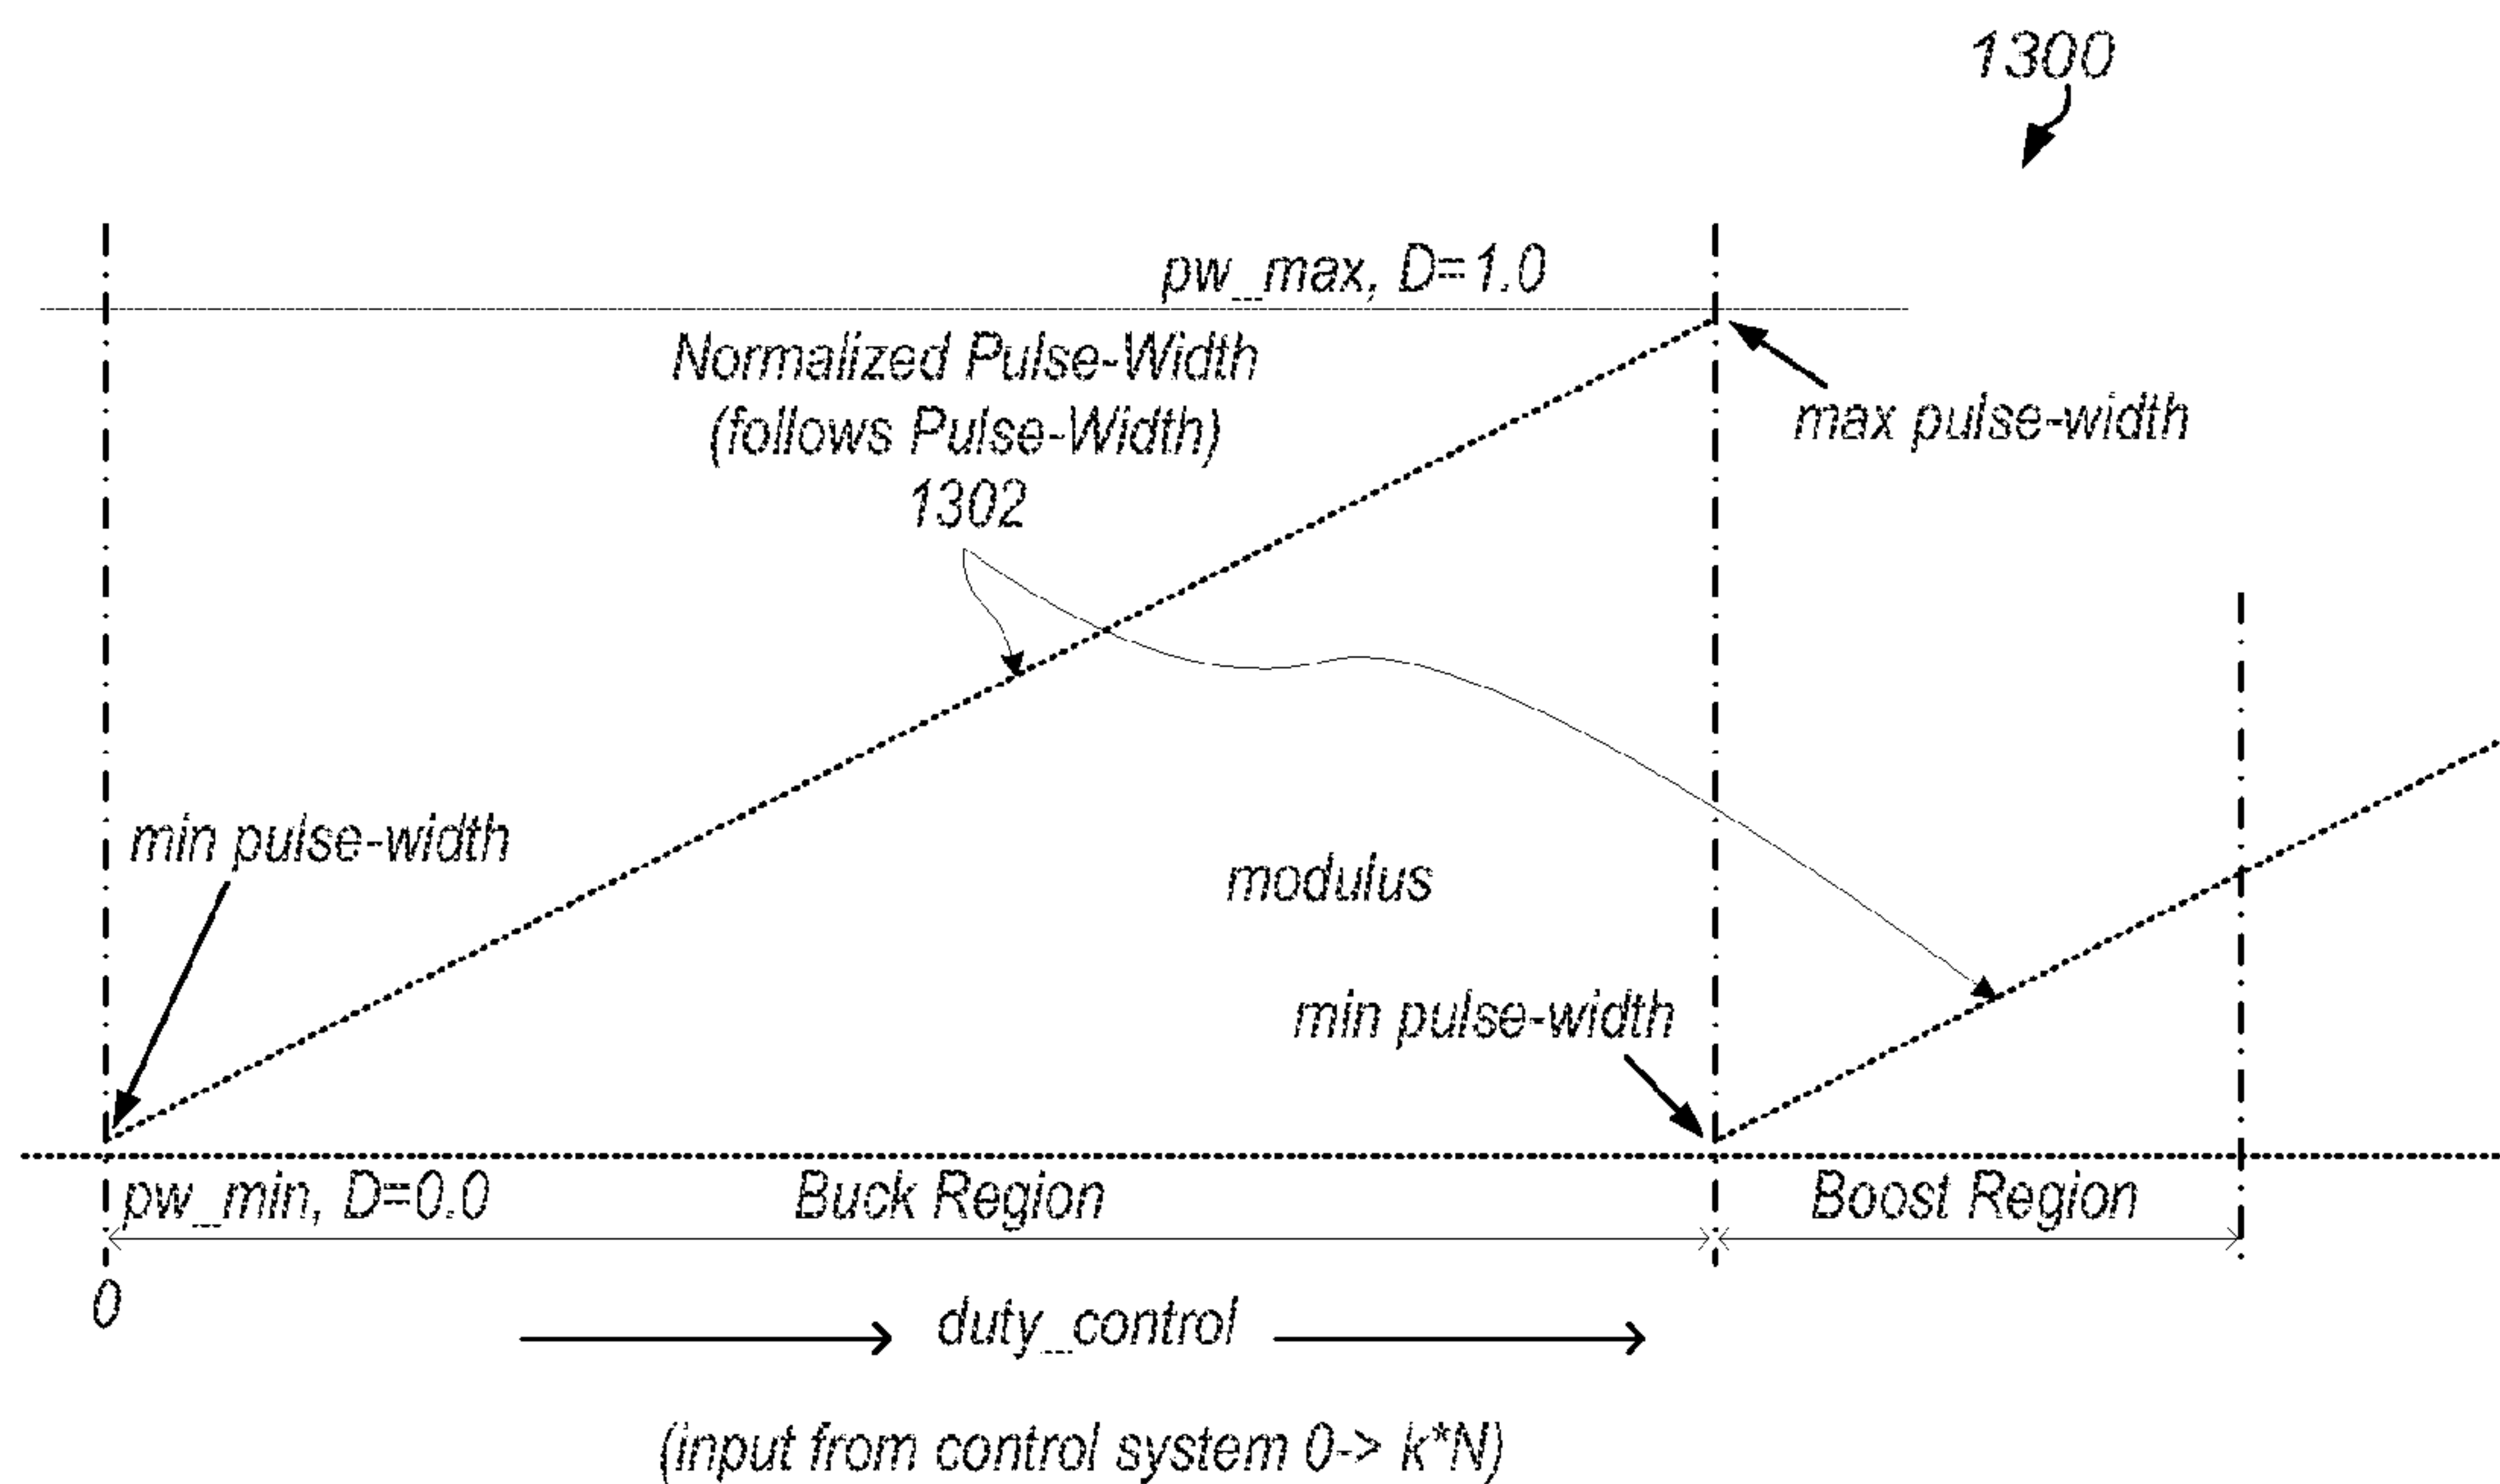 1300
pw_max, D=1.0
Normalized Pulse-Width
(follows Pulse-Width)
1302
max pulse-width
min pulse-width
modulus
min pulse-width
pw_min, D=0.0
Buck Region
Boost Region
0
duty_control
(input from control system 0-> k*N)